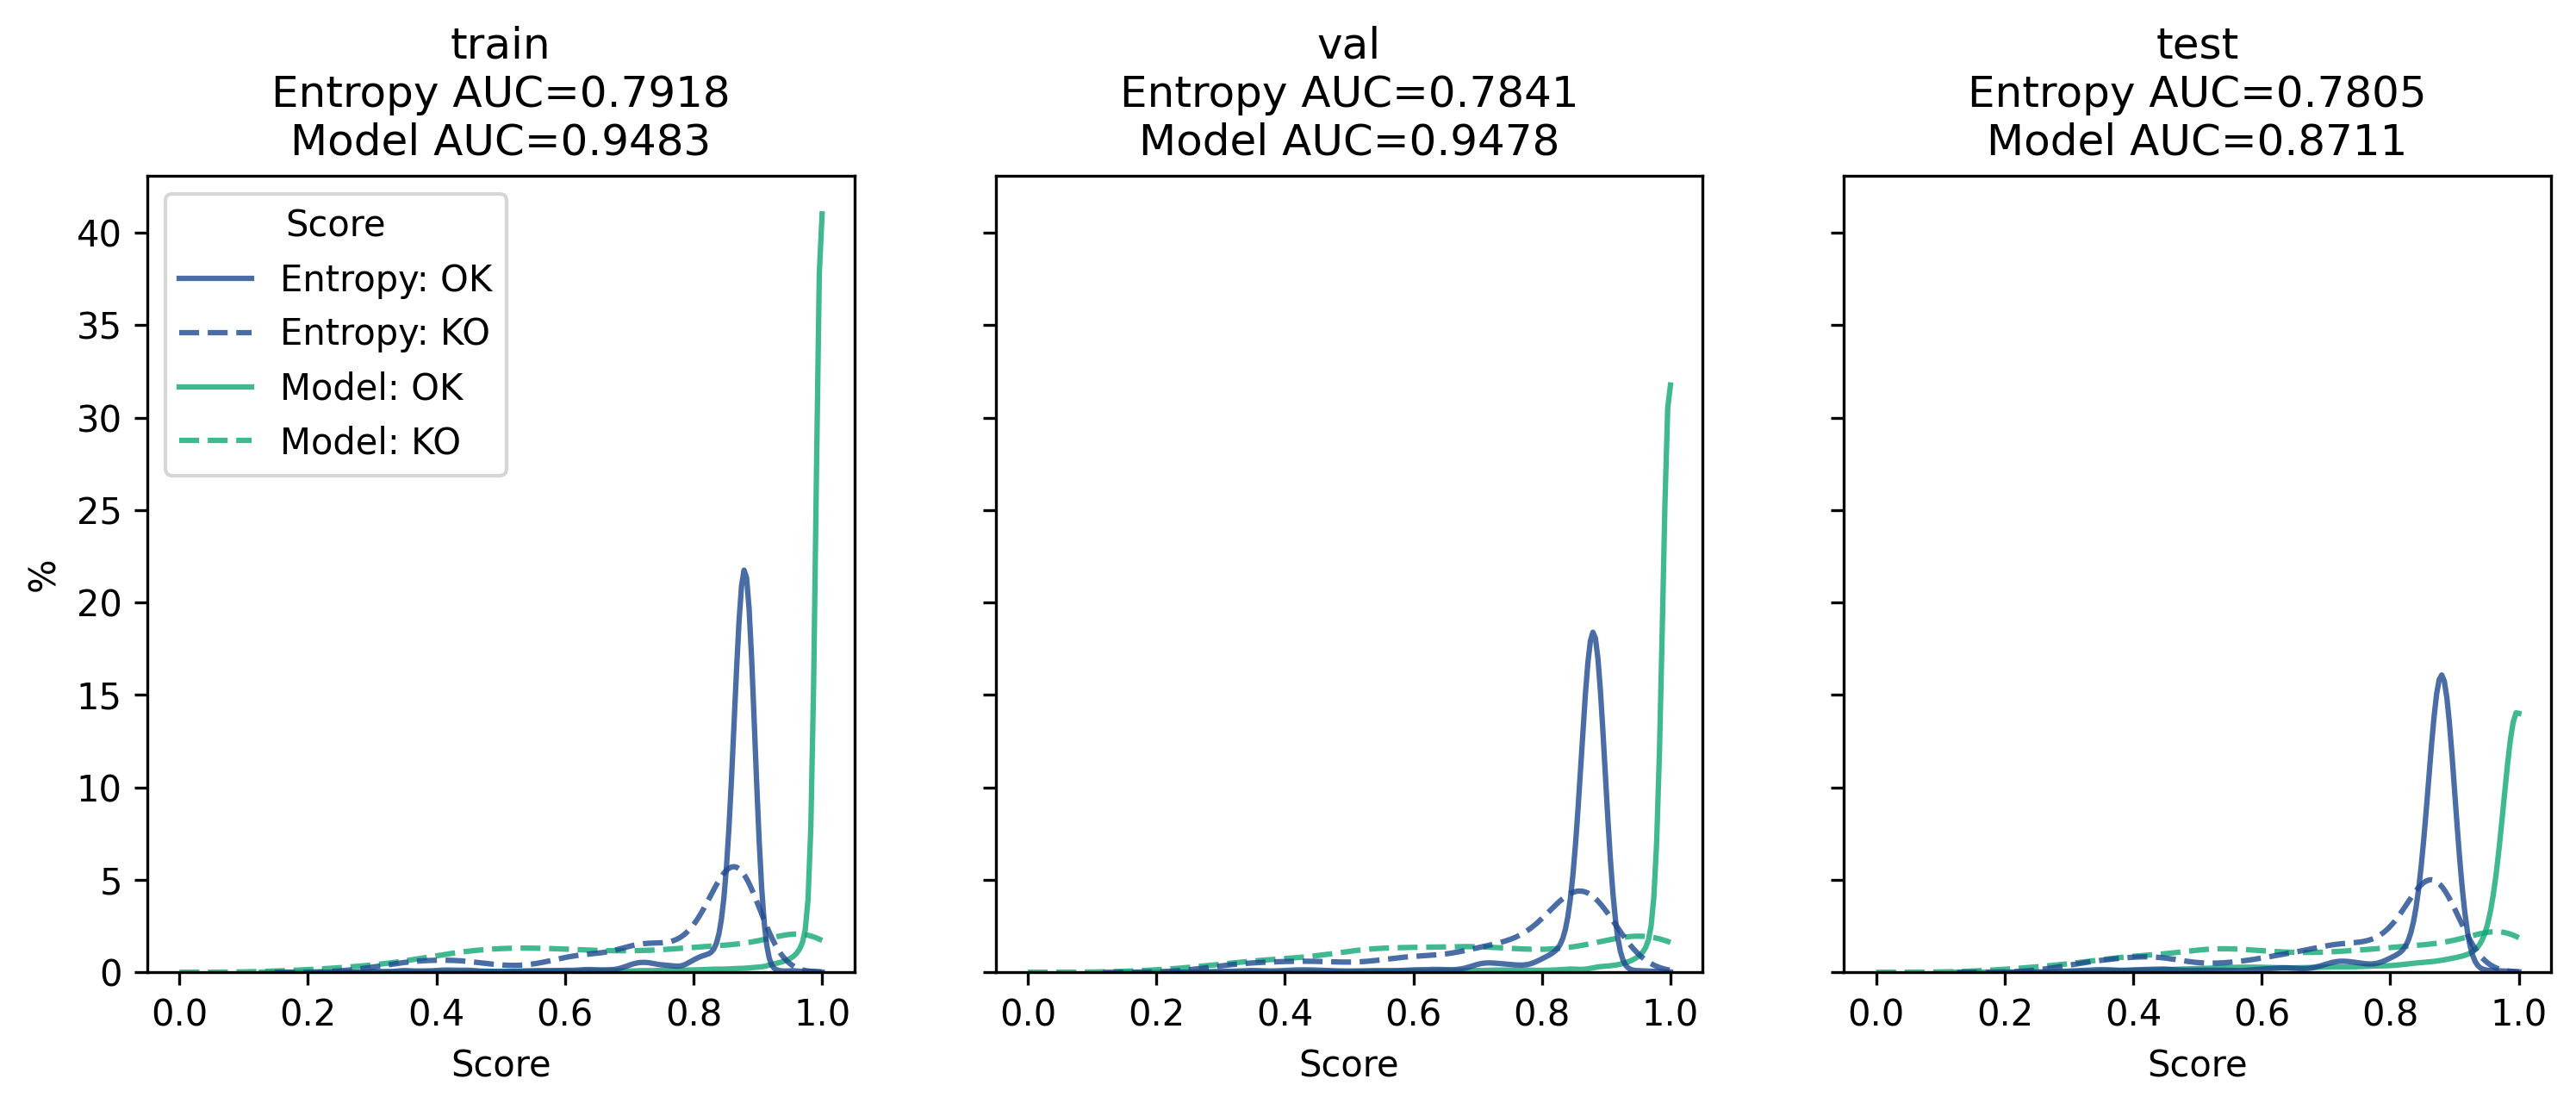 train
Entropy AUC=0.7918
Model AUC=0.9483
val
Entropy AUC=0.7841
Model AUC=0.9478
test
Entropy AUC=0.7805
Model AUC=0.8711
Score
Entropy: OK
Entropy: KO
Model: OK
Model: KO
%
40
35
30
25
20
15
10
5
0
0.0 0.2 0.4 0.6 0.8 1.0
Score
0.0 0.2 0.4 0.6 0.8 1.0
Score
0.0 0.2 0.4 0.6 0.8 1.0
Score